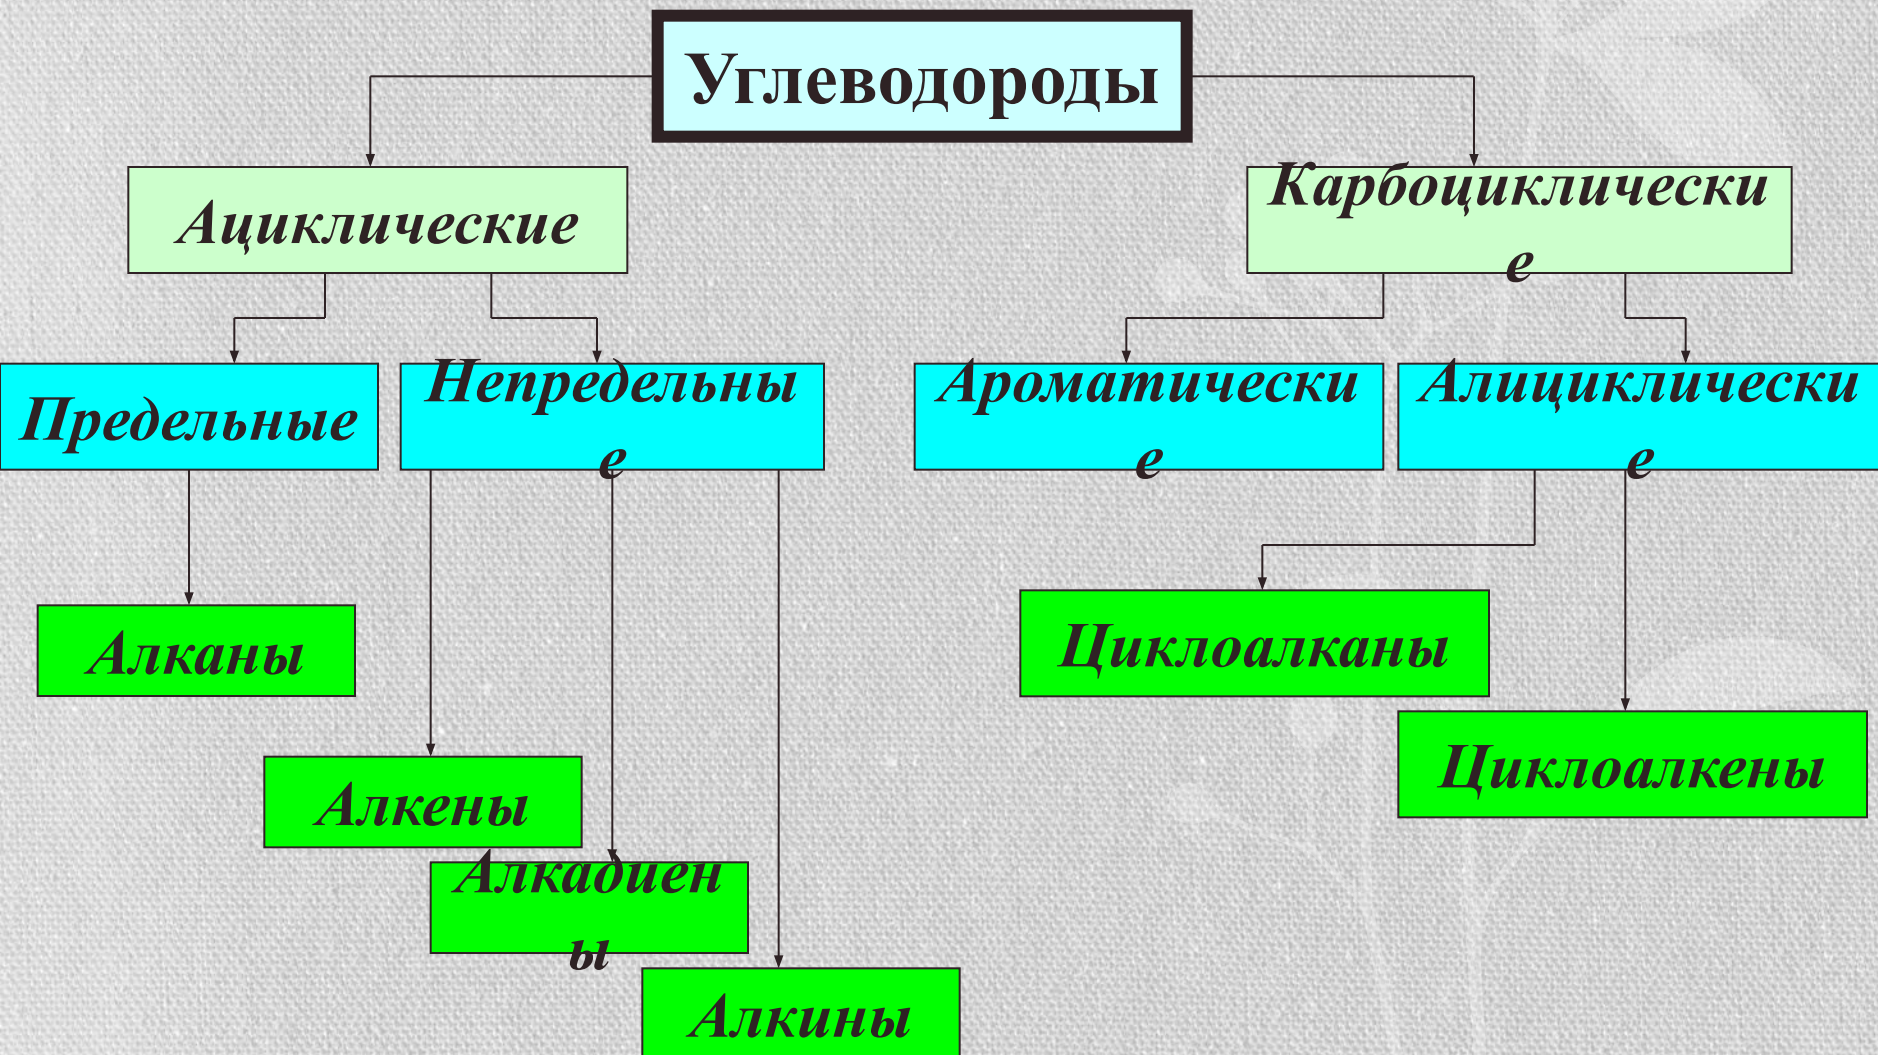 Углеводороды
Ациклические
Карбоциклически
е
Предельные
Непредельны
е
Ароматически
е
Алициклически
е
Алканы
Циклоалканы
Циклоалкены
Алкены
Алкадиен
ы
Алкины